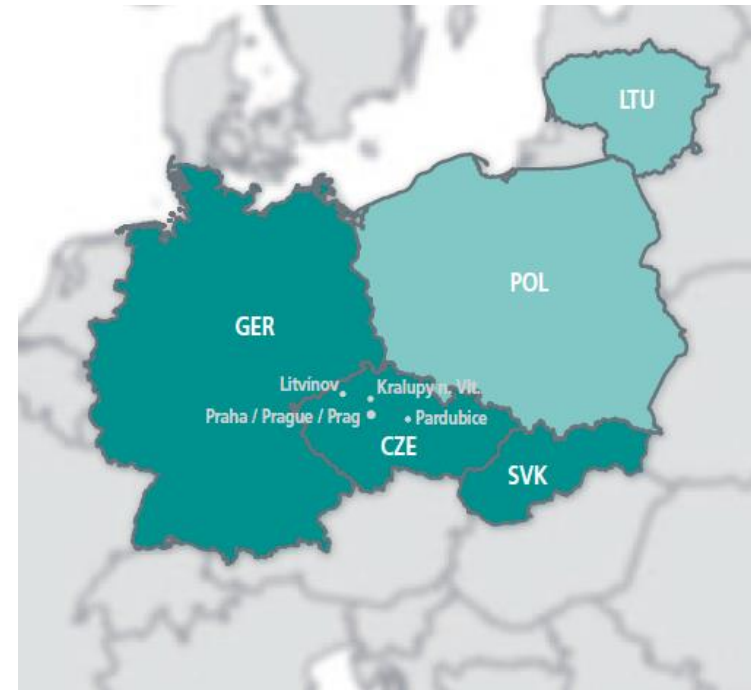 LTU
POL
GER
Litvínov
Kralupy n. Vlt.
Praha / Prague / Prag
Pardubice
CZE
SVK